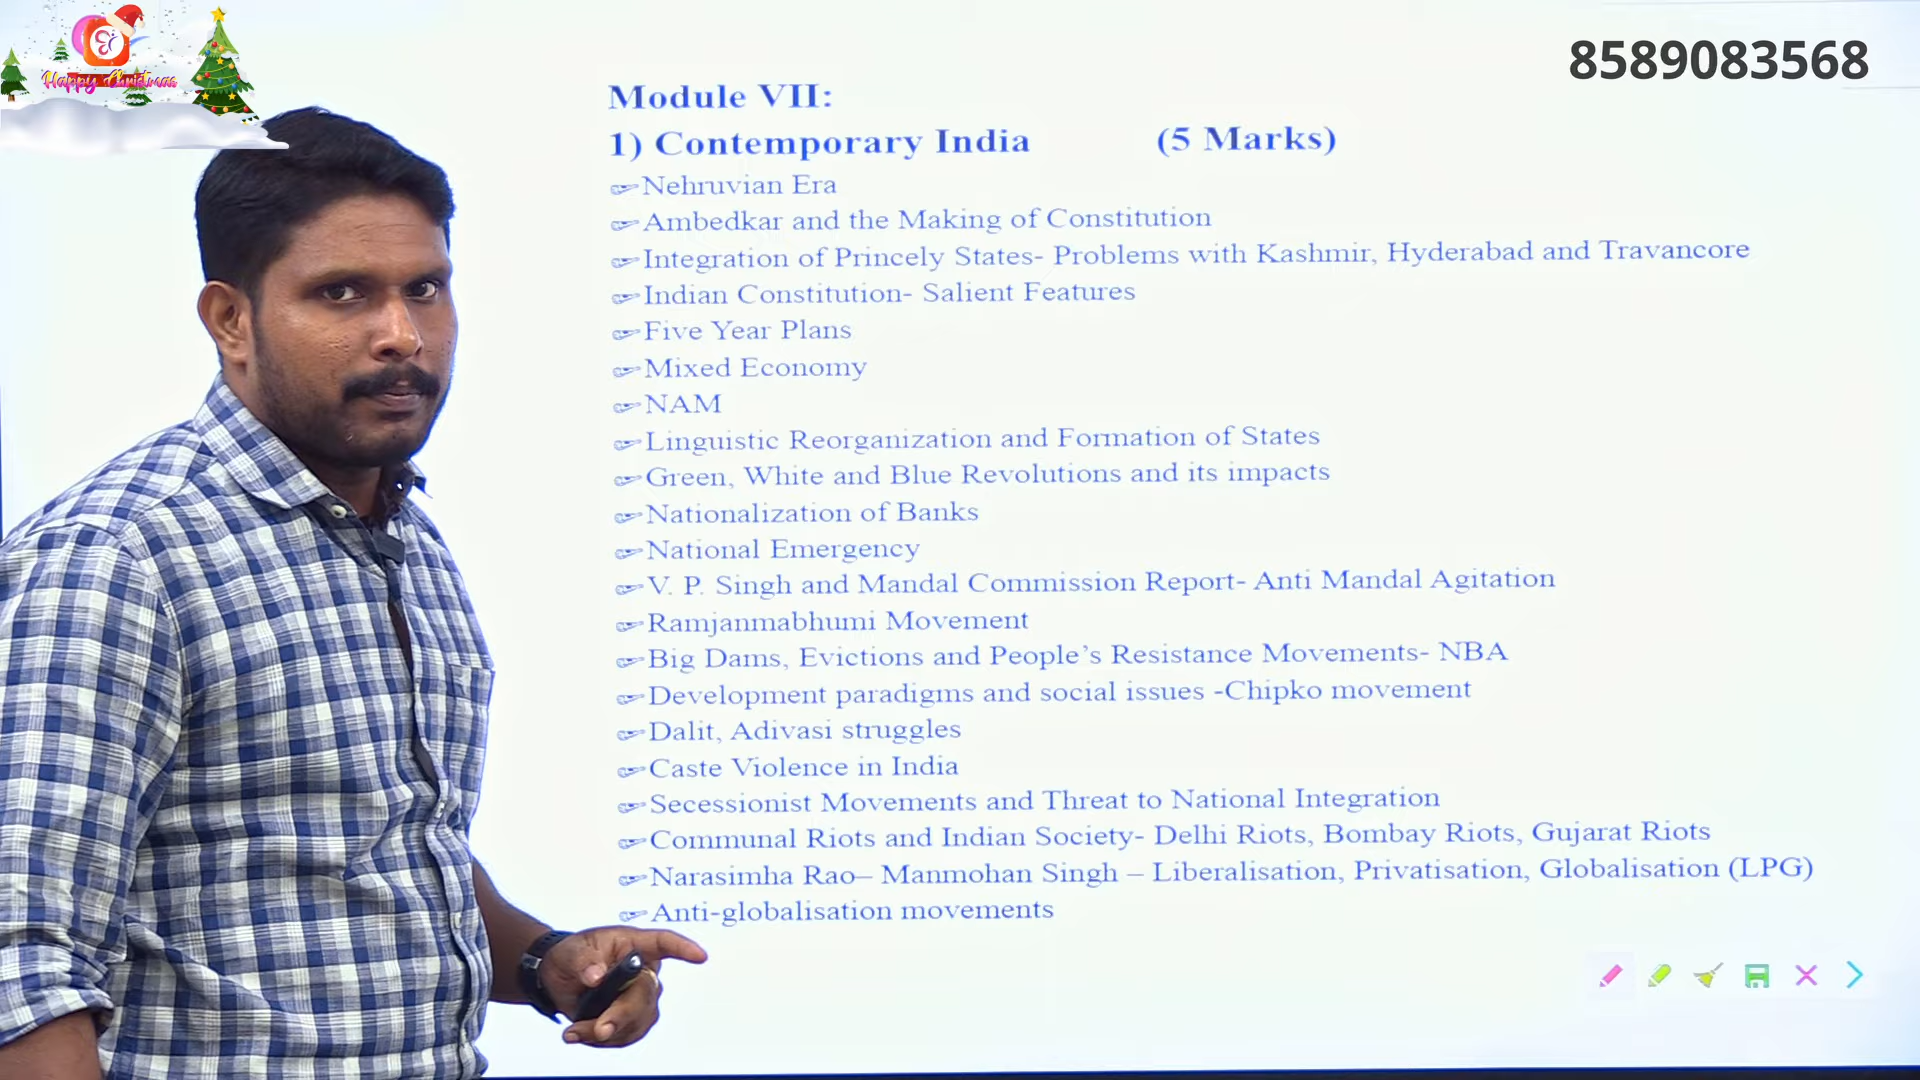 Happy Christmas
8589083568
Module VII:
1) Contemporary India (5 Marks)
Nehruvian Era
Ambedkar and the Making of Constitution
Integration of Princely States- Problems with Kashmir, Hyderabad and Travancore
Indian Constitution- Salient Features
Five Year Plans
Mixed Economy
NAM
Linguistic Reorganization and Formation of States
Green, White and Blue Revolutions and its impacts
Nationalization of Banks
National Emergency
V. P. Singh and Mandal Commission Report- Anti Mandal Agitation
Ramjanmabhumi Movement
Big Dams, Evictions and People’s Resistance Movements- NBA
Development paradigms and social issues -Chipko movement
Dalit, Adivasi struggles
Caste Violence in India
Secessionist Movements and Threat to National Integration
Communal Riots and Indian Society- Delhi Riots, Bombay Riots, Gujarat Riots
Narasimha Rao– Manmohan Singh – Liberalisation, Privatisation, Globalisation (LPG)
Anti-globalisation movements